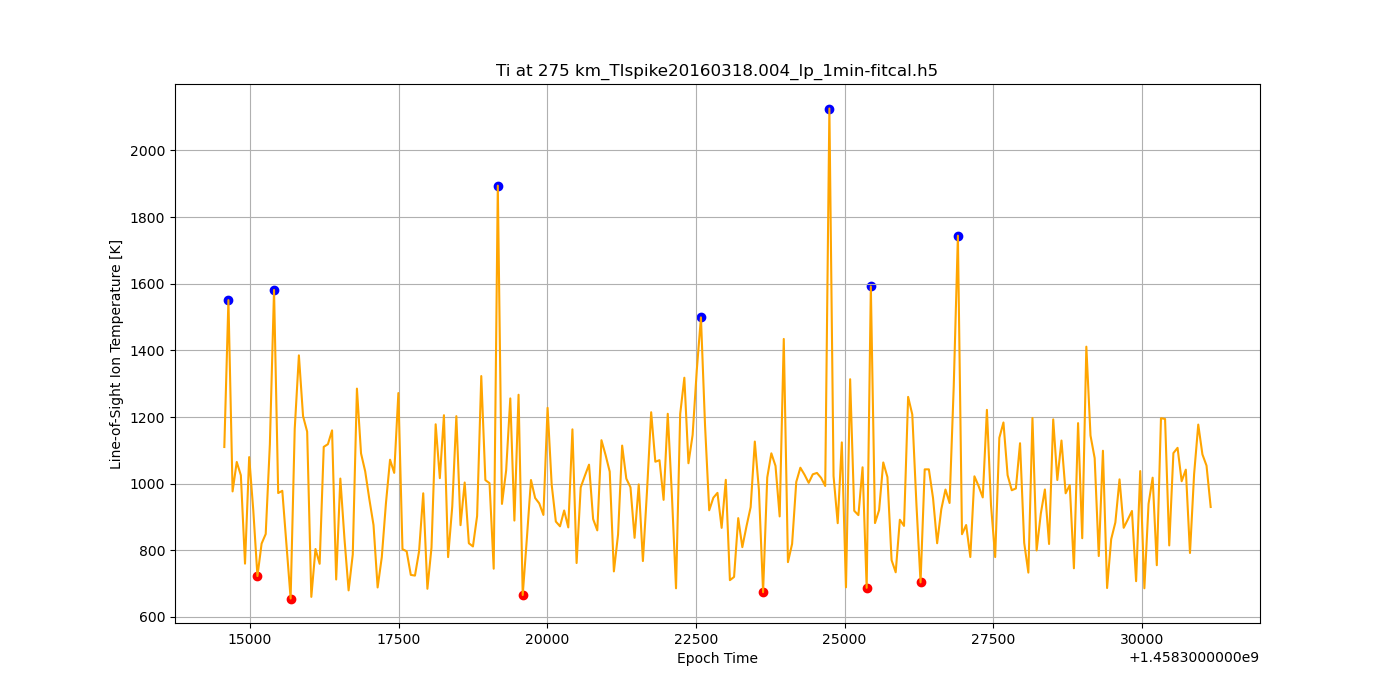 Ti at 275 km_TIspike20160318.004_lp_1min-fitcal.h5
Line-of-Sight Ion Temperature [K]
2000
1800
1600
1400
1200
1000
800
600
15000 17500 20000 22500 25000 27500 30000
Epoch Time
+1.4583000000e9